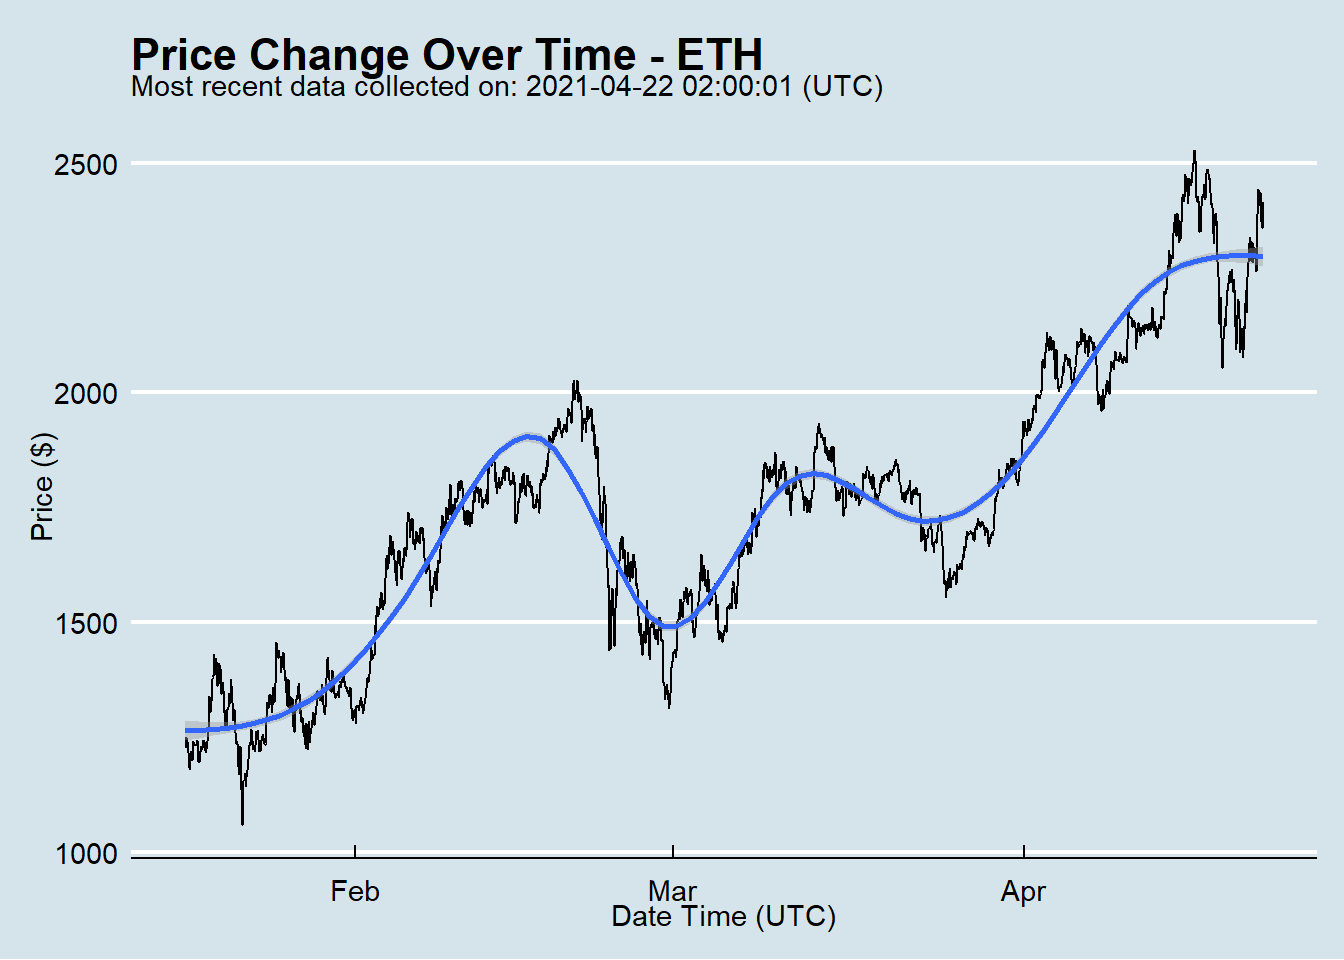 Price Change Over Time - ETH
Most recent data collected on: 2021-04-22 02:00:01 (UTC)
2500
2000
1500
1000
Price ($)
Feb Mar Apr
Date Time (UTC)